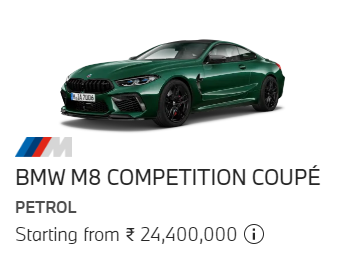 M
BMW M8 COMPETITION COUPÉ
PETROL
Starting from ₹ 24,400,000 i